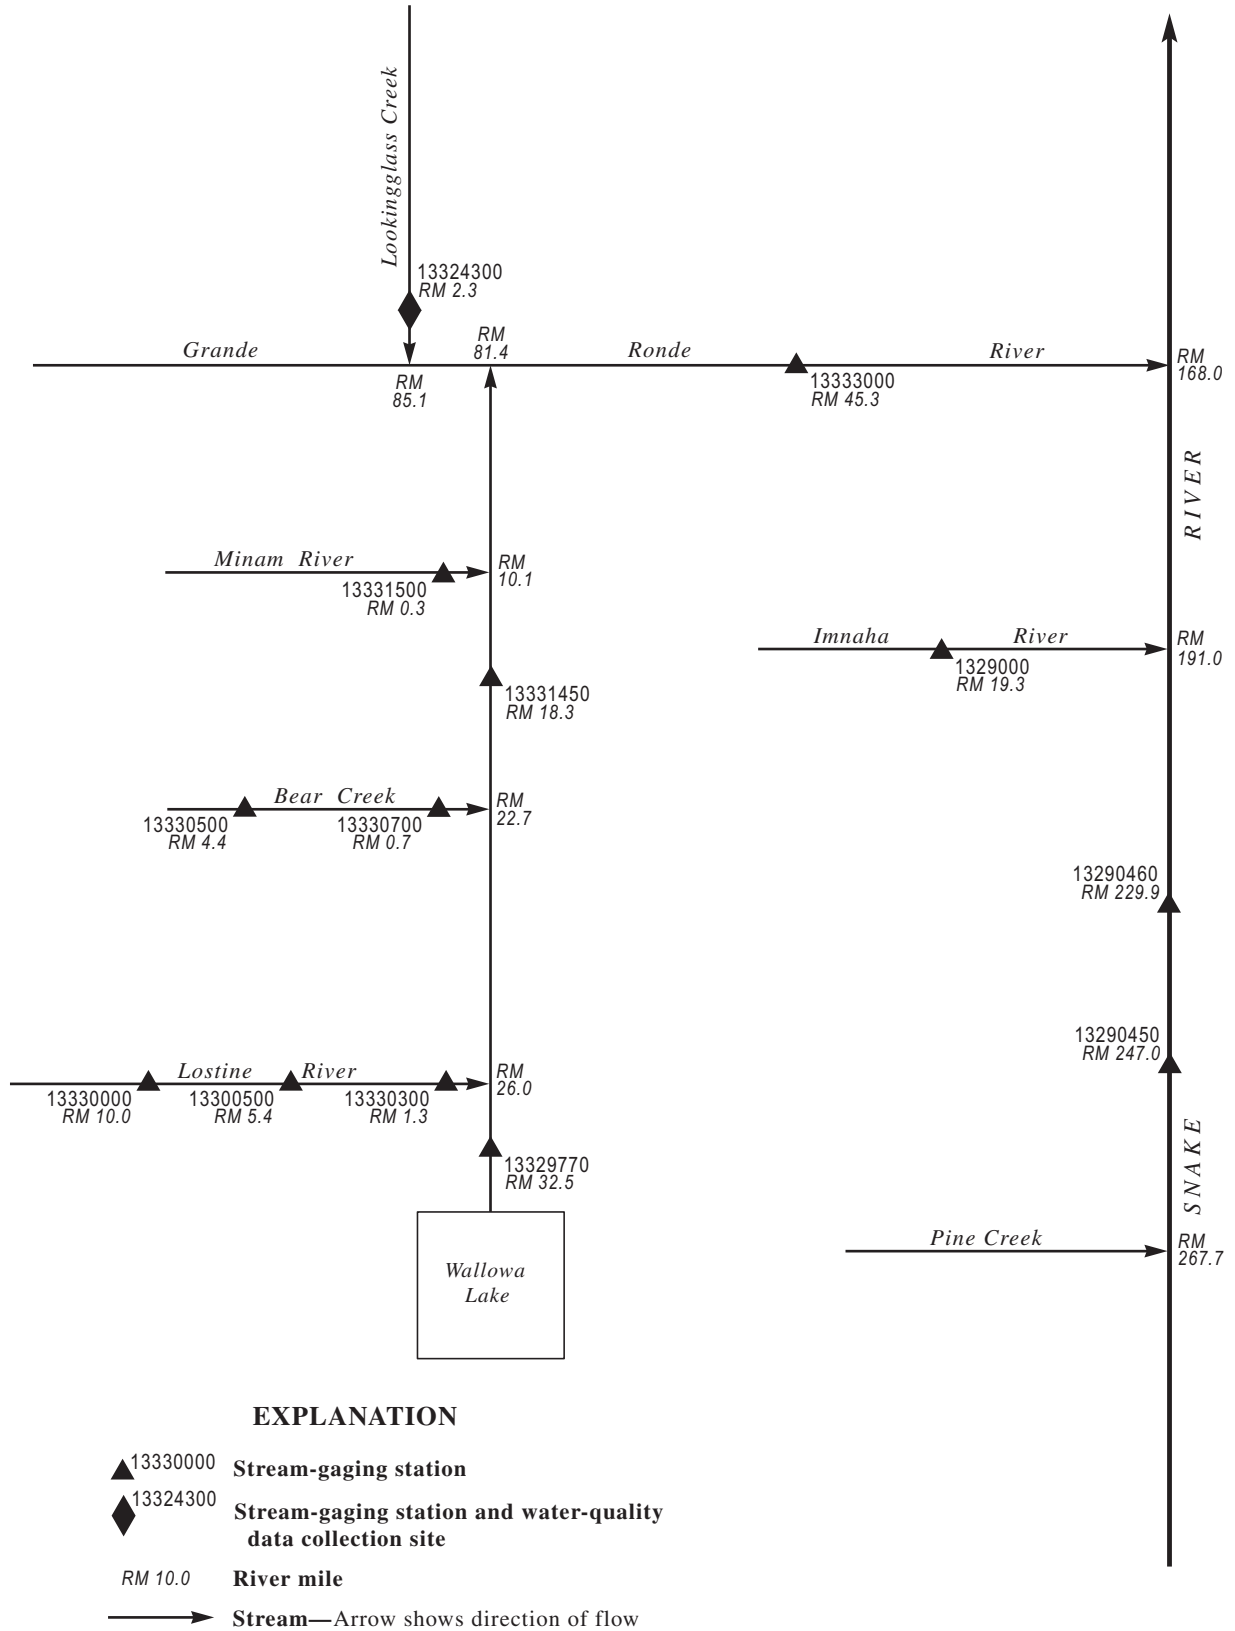 Lookingglass Creek
13324300
RM 2.3
Grande
RM
81.4
Ronde
River
RM
168.0
RM
85.1
13333000
RM 45.3
RIVER
Minam River
RM
10.1
13331500
RM 0.3
Imnaha
River
RM
191.0
1329000
RM 19.3
13331450
RM 18.3
Bear Creek
RM
22.7
13330500
RM 4.4
13330700
RM 0.7
13290460
RM 229.9
13290450
RM 247.0
Lostine
River
RM
26.0
13330000
RM 10.0
13300500
RM 5.4
13330300
RM 1.3
SNAKE
13329770
RM 32.5
Pine Creek
RM
267.7
Wallowa
Lake
EXPLANATION
13330000 Stream-gaging station
13324300 Stream-gaging station and water-quality
data collection site
RM 10.0 River mile
Stream—Arrow shows direction of flow